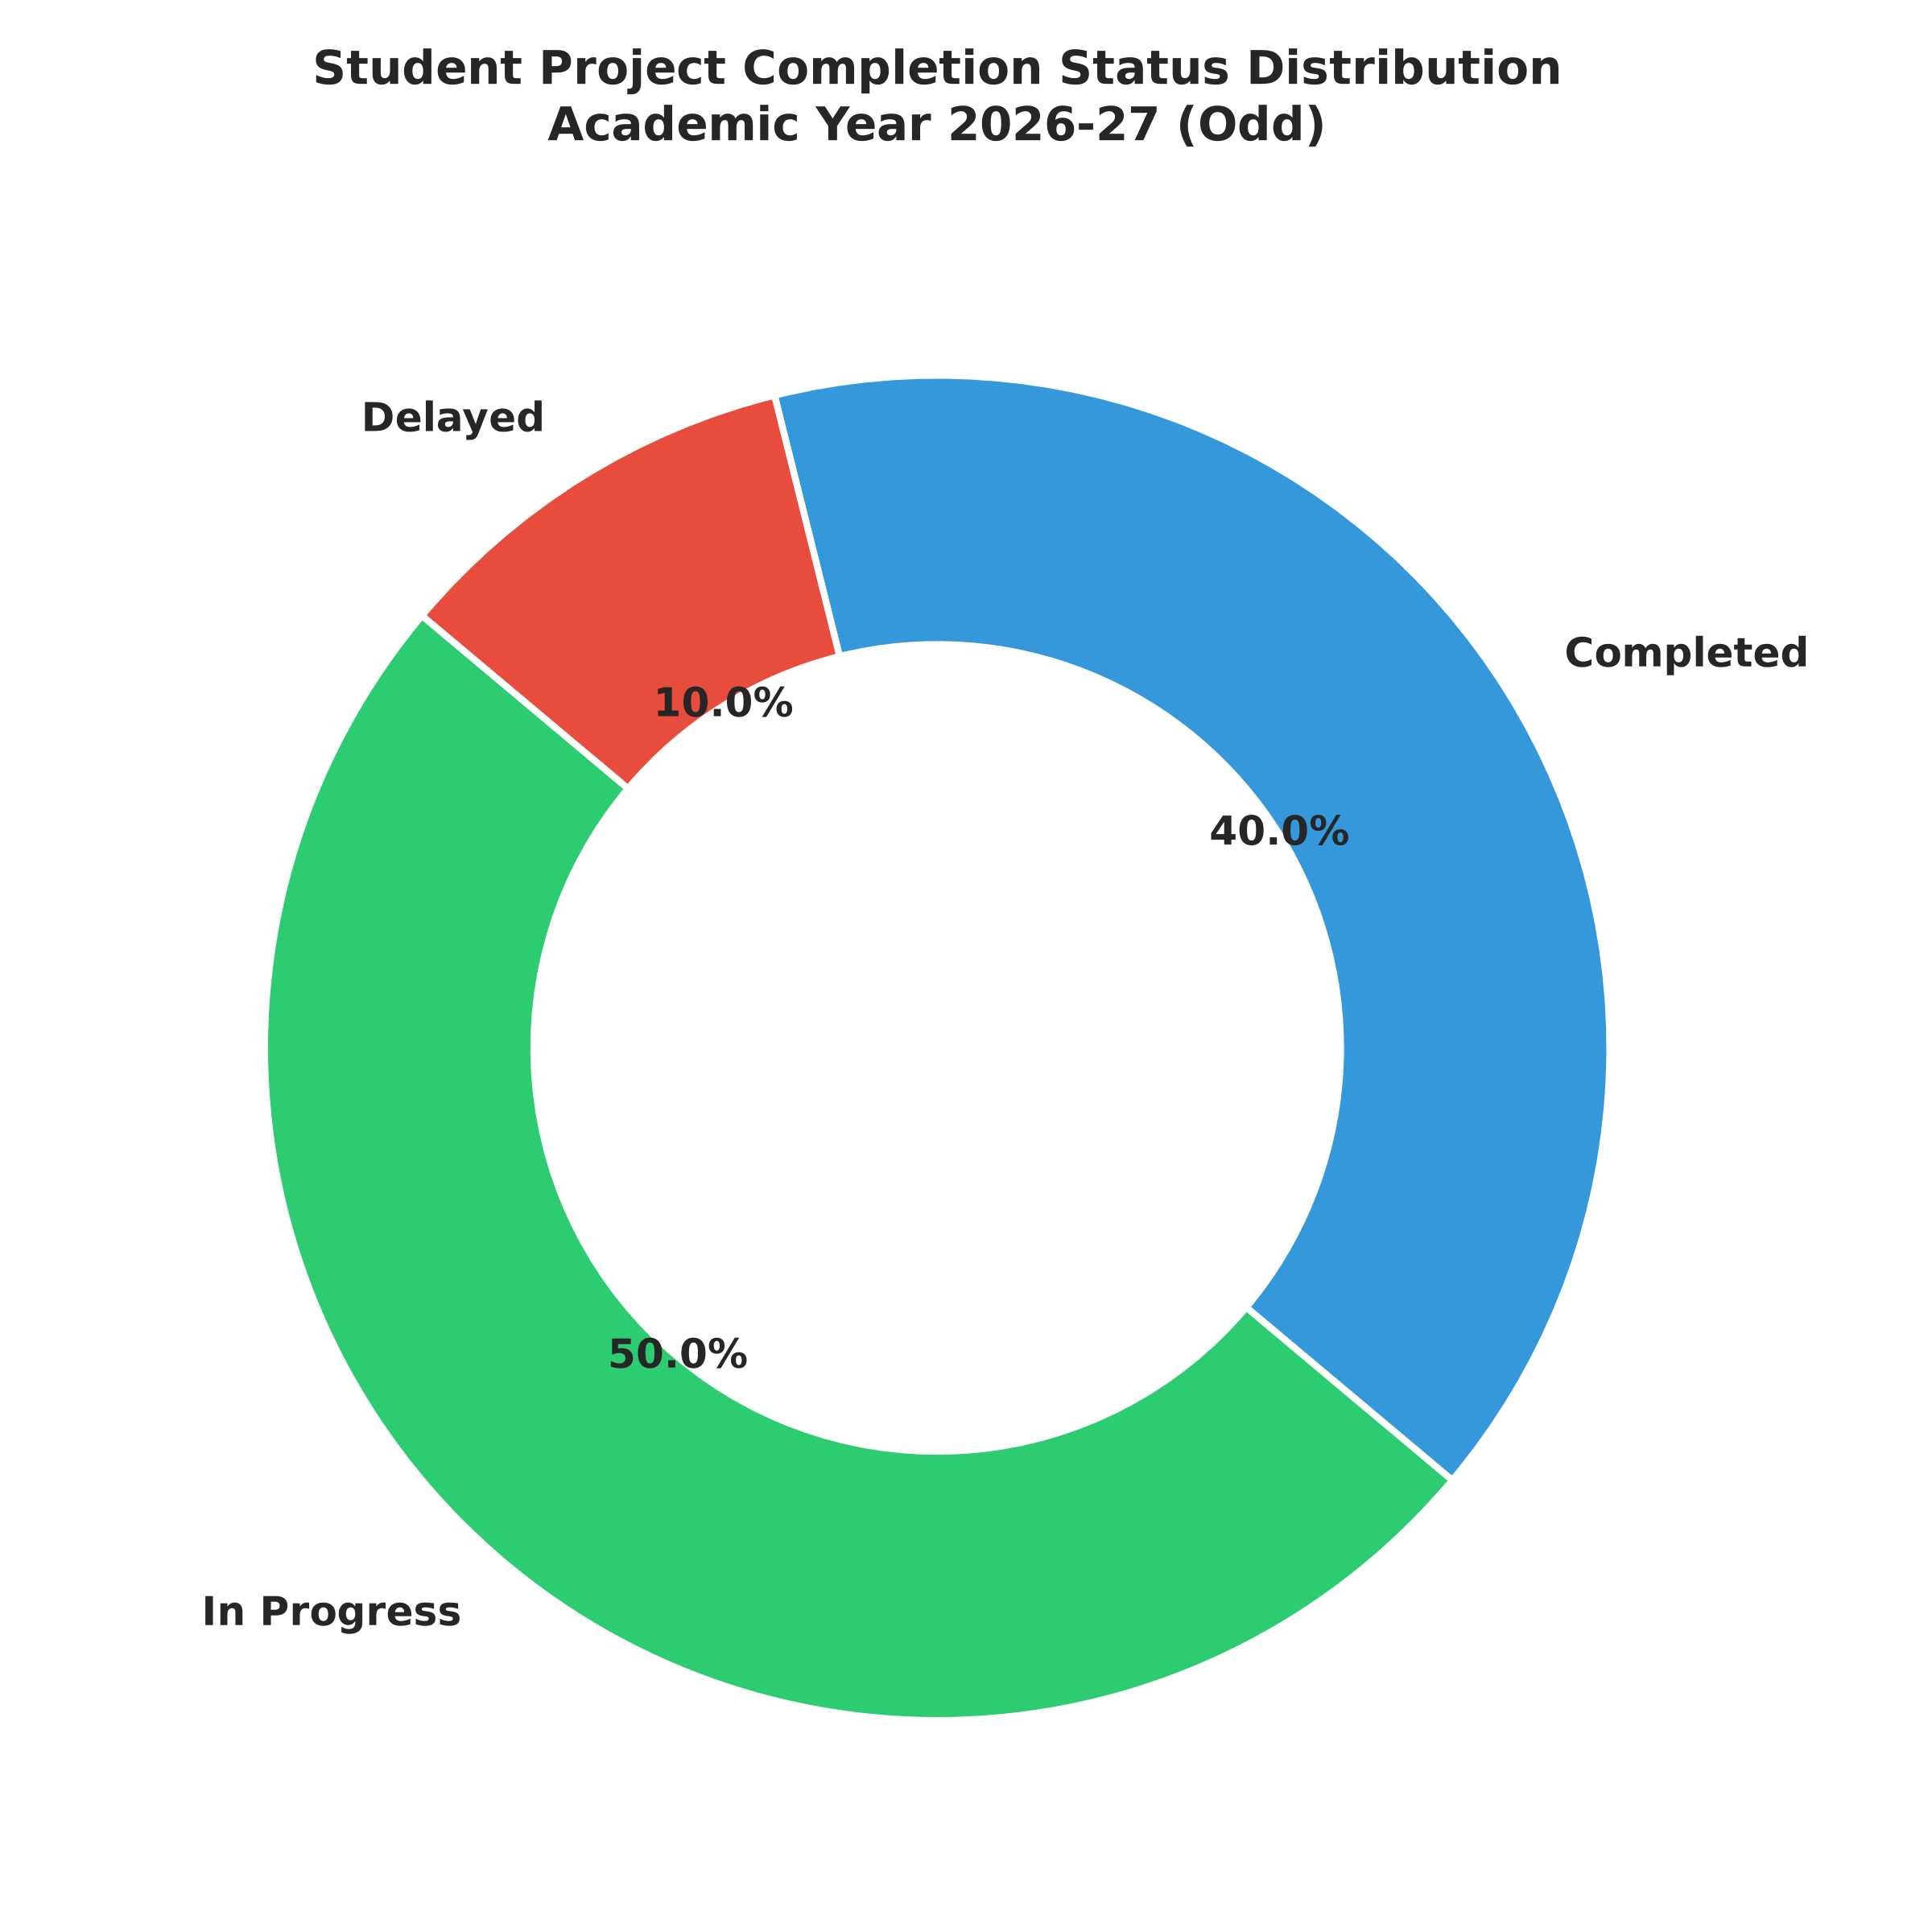 Student Project Completion Status Distribution
Academic Year 2026-27 (Odd)
Delayed
Completed
10.0%
40.0%
50.0%
In Progress